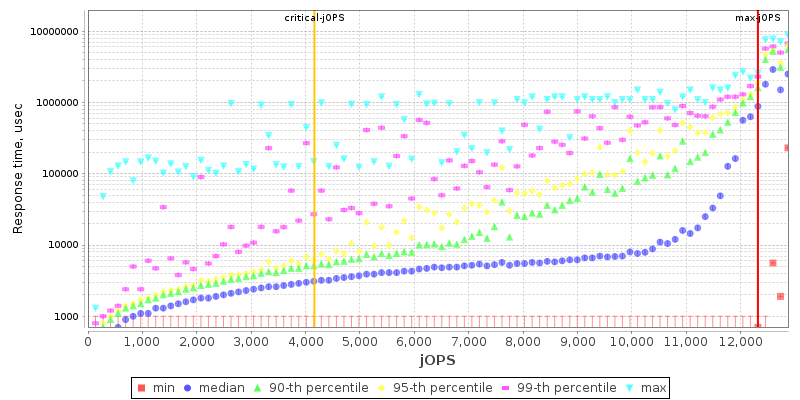 critical-jOPS
max-jOPS
10000000
1000000
100000
10000
1000
Response time, usec
0
1,000
2,000
3,000
4,000
5,000
6,000
7,000
8,000
9,000
10,000
11,000
12,000
jOPS
min
median
90-th percentile
95-th percentile
99-th percentile
max